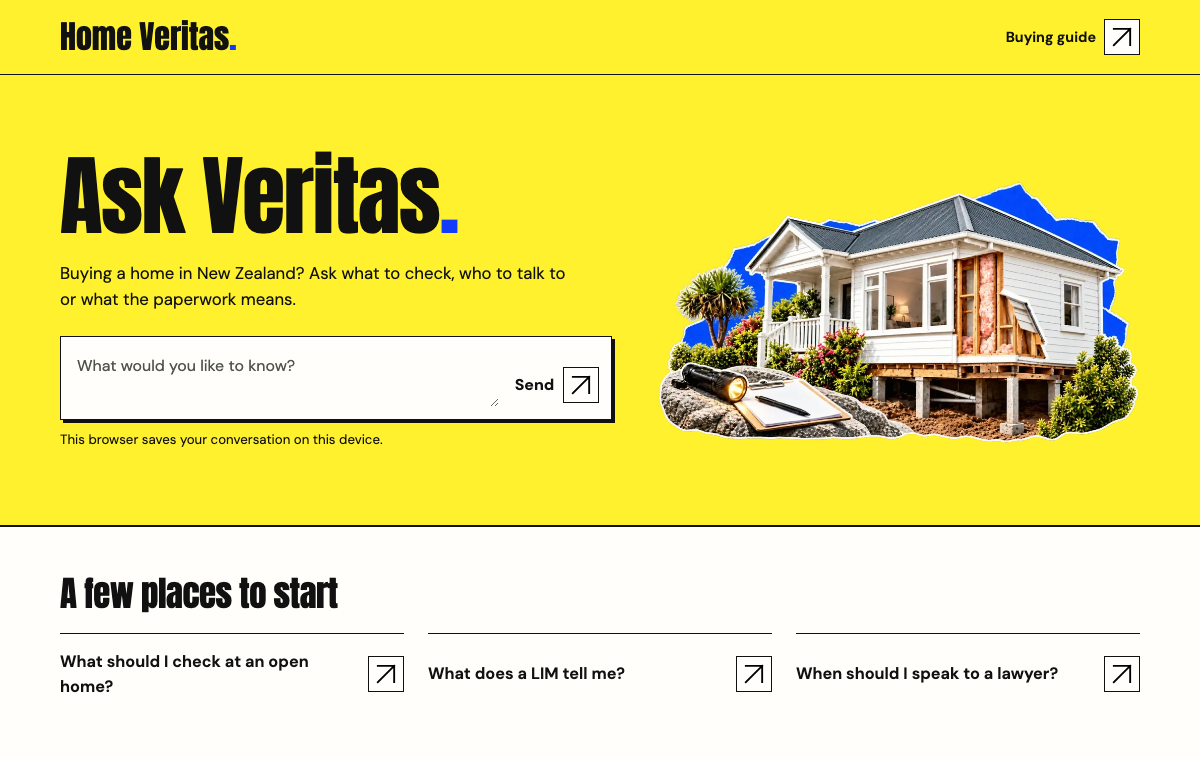 Home Veritas.
Buying guide
Ask Veritas.
Buying a home in New Zealand? Ask what to check, who to talk to
or what the paperwork means.
What would you like to know?
Send
This browser saves your conversation on this device.
A few places to start
What should I check at an open
home?
What does a LIM tell me?
When should I speak to a lawyer?